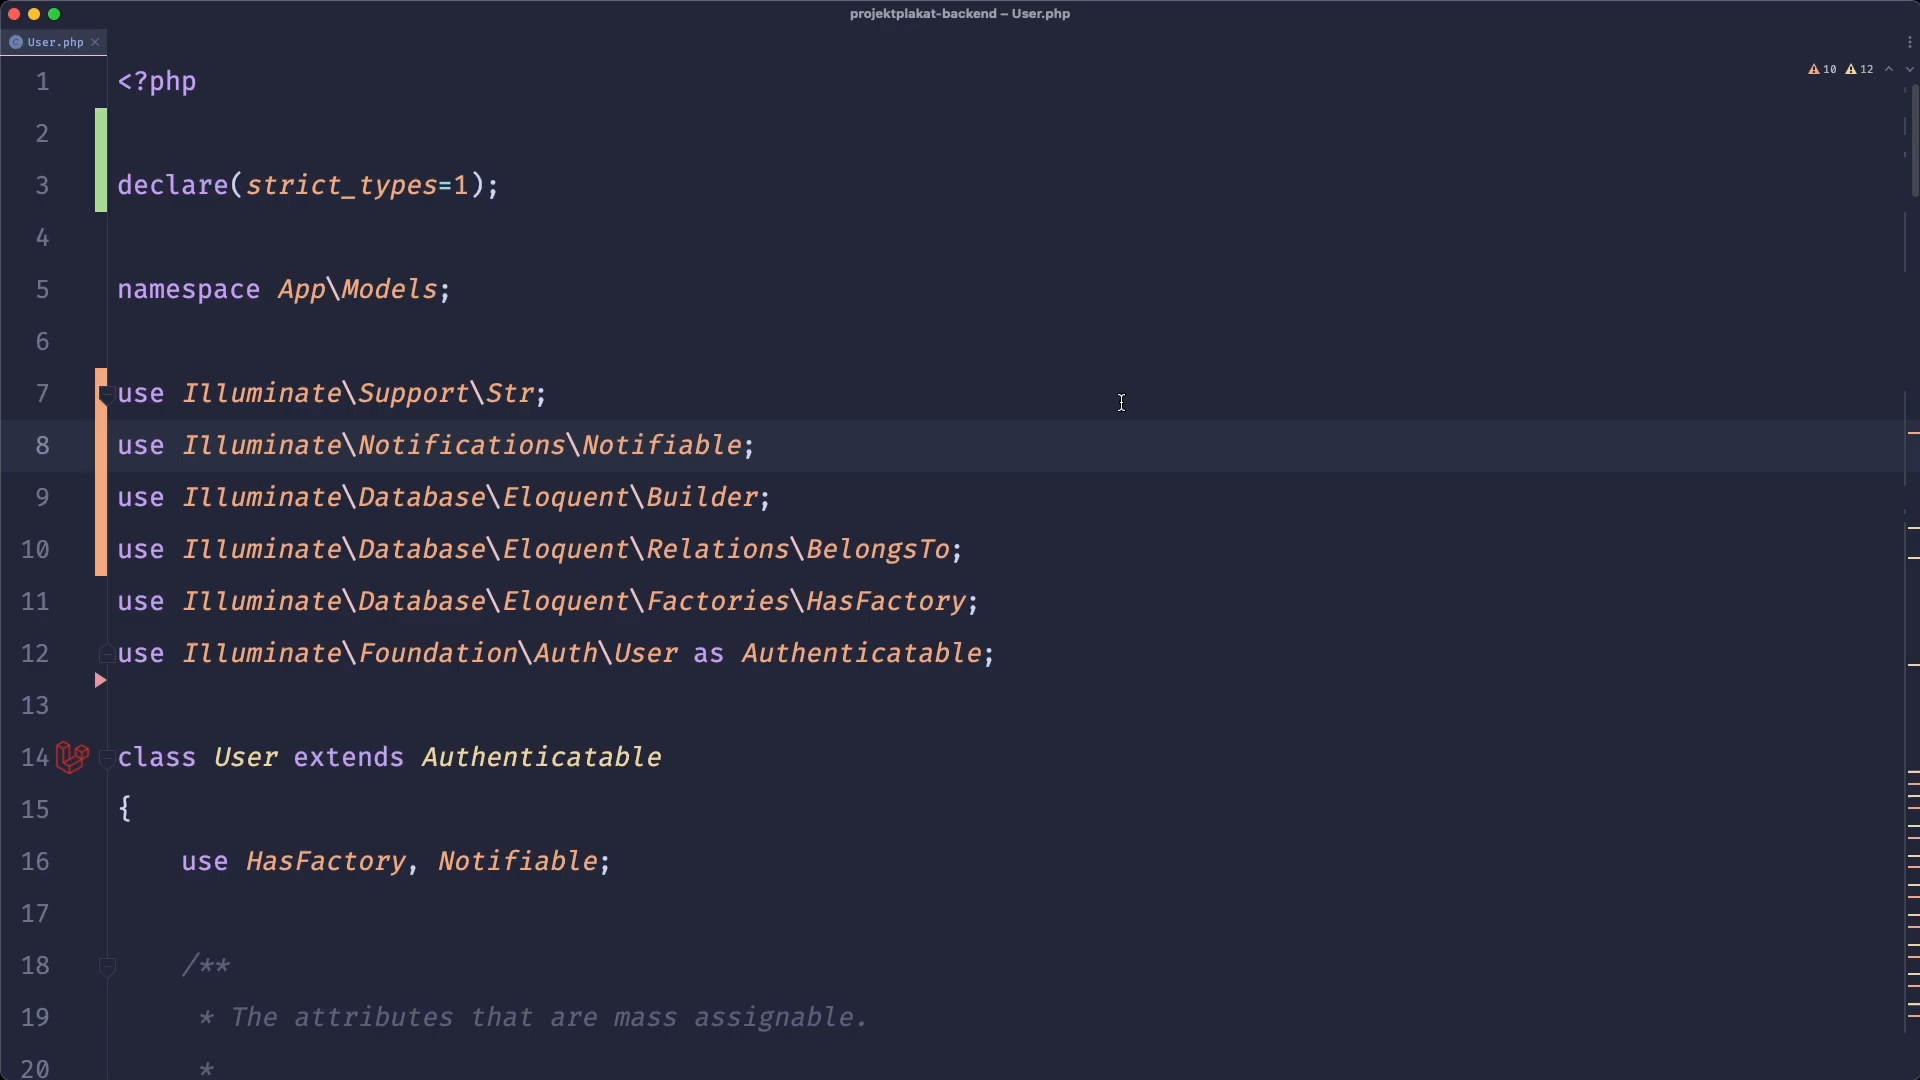 projektplakat-backend – User.php
User.php
10 12
1 <?php
2
3 declare(strict_types=1);
4
5 namespace App\Models;
6
7 use Illuminate\Support\Str;
8 use Illuminate\Notifications\Notifiable;
9 use Illuminate\Database\Eloquent\Builder;
10 use Illuminate\Database\Eloquent\Relations\BelongsTo;
11 use Illuminate\Database\Eloquent\Factories\HasFactory;
12 use Illuminate\Foundation\Auth\User as Authenticatable;
13
14 class User extends Authenticatable
15 {
16 use HasFactory, Notifiable;
17
18 /**
19 * The attributes that are mass assignable.
20 *